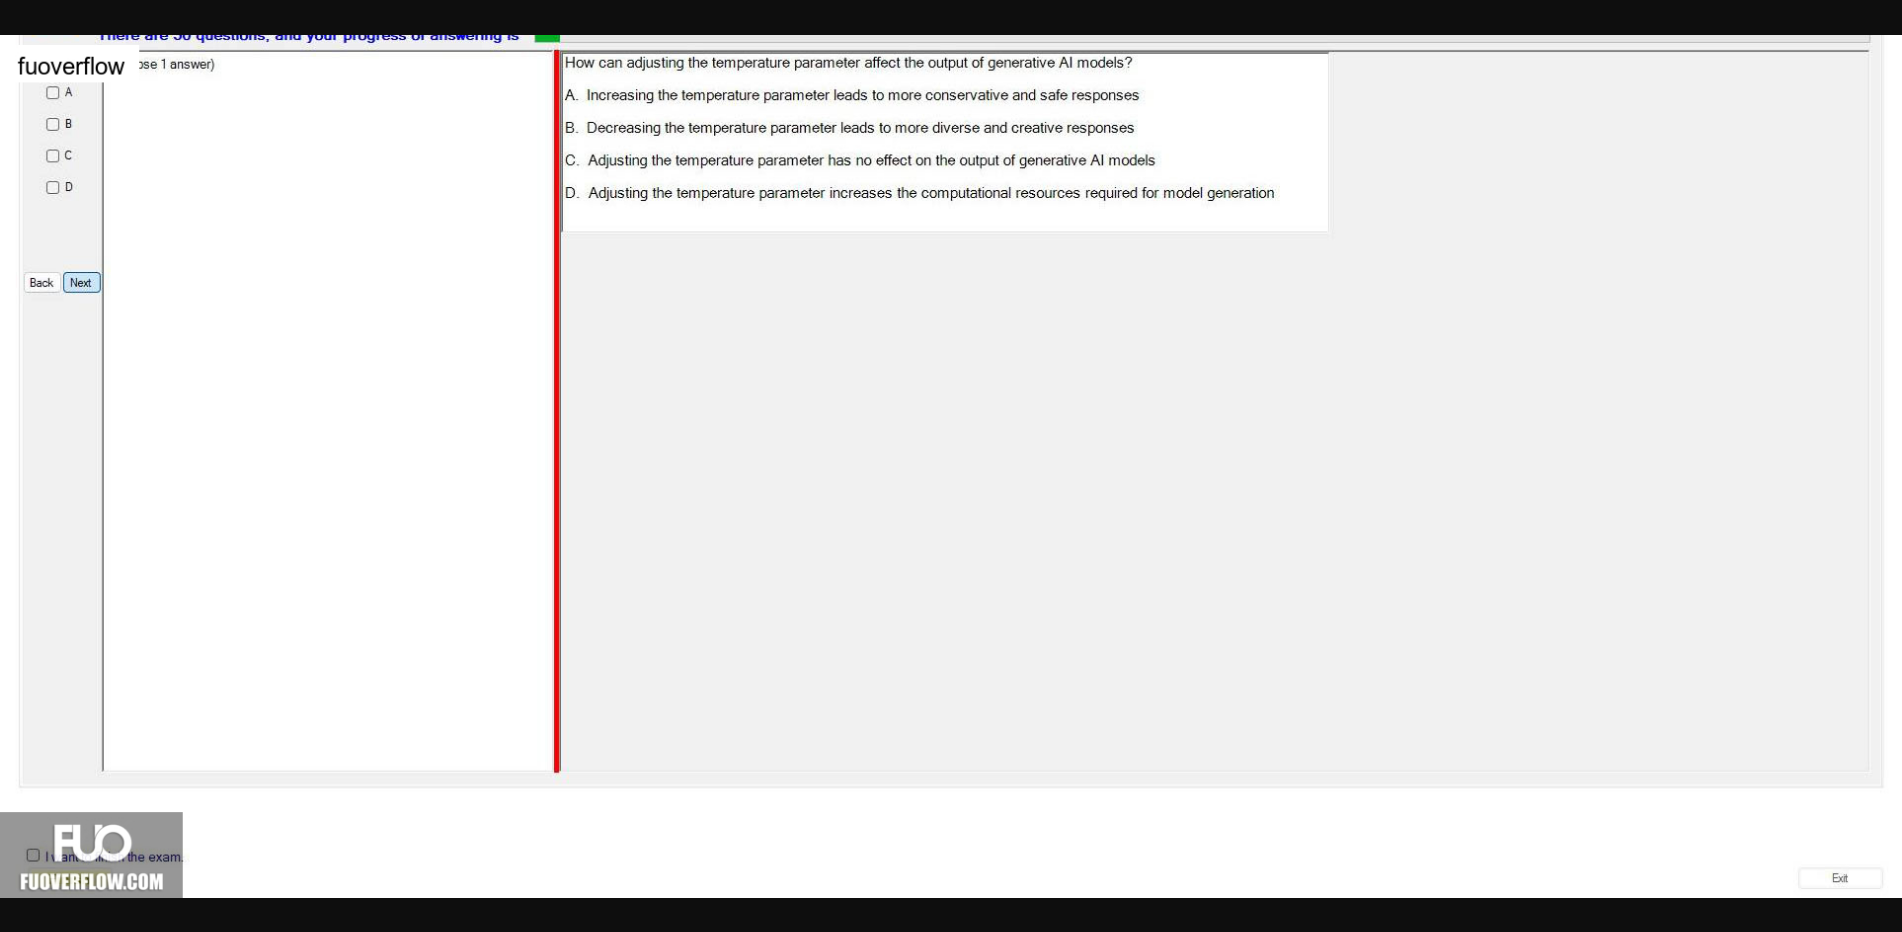 There are 50 questions, and your progress of answering is
fuoverflow
ose 1 answer)
A
B
C
D
Back
Next
How can adjusting the temperature parameter affect the output of generative AI models?
A. Increasing the temperature parameter leads to more conservative and safe responses
B. Decreasing the temperature parameter leads to more diverse and creative responses
C. Adjusting the temperature parameter has no effect on the output of generative AI models
D. Adjusting the temperature parameter increases the computational resources required for model generation
FUO
I want the exam.
FUOVERFLOW.COM
Exit